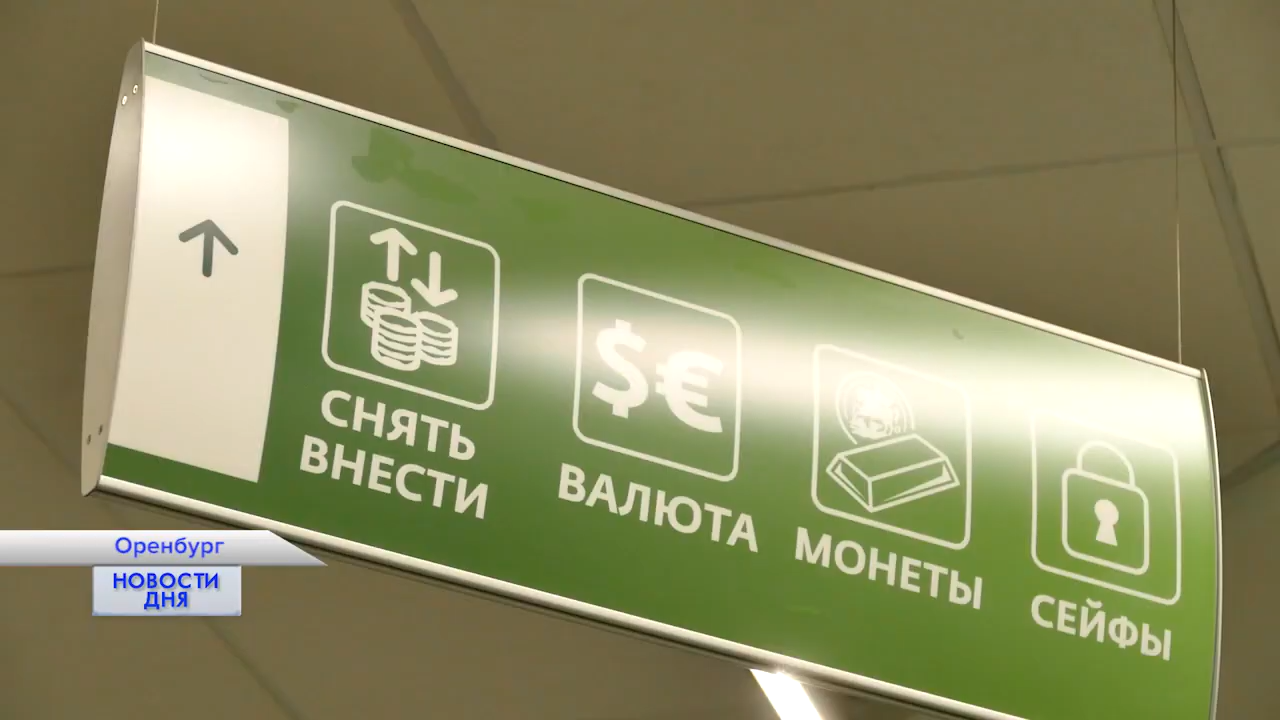 СНЯТЬ
ВНЕСТИ
$€
ВАЛЮТА
МОНЕТЫ
СЕЙФЫ
Оренбург
НОВОСТИ
ДНЯ